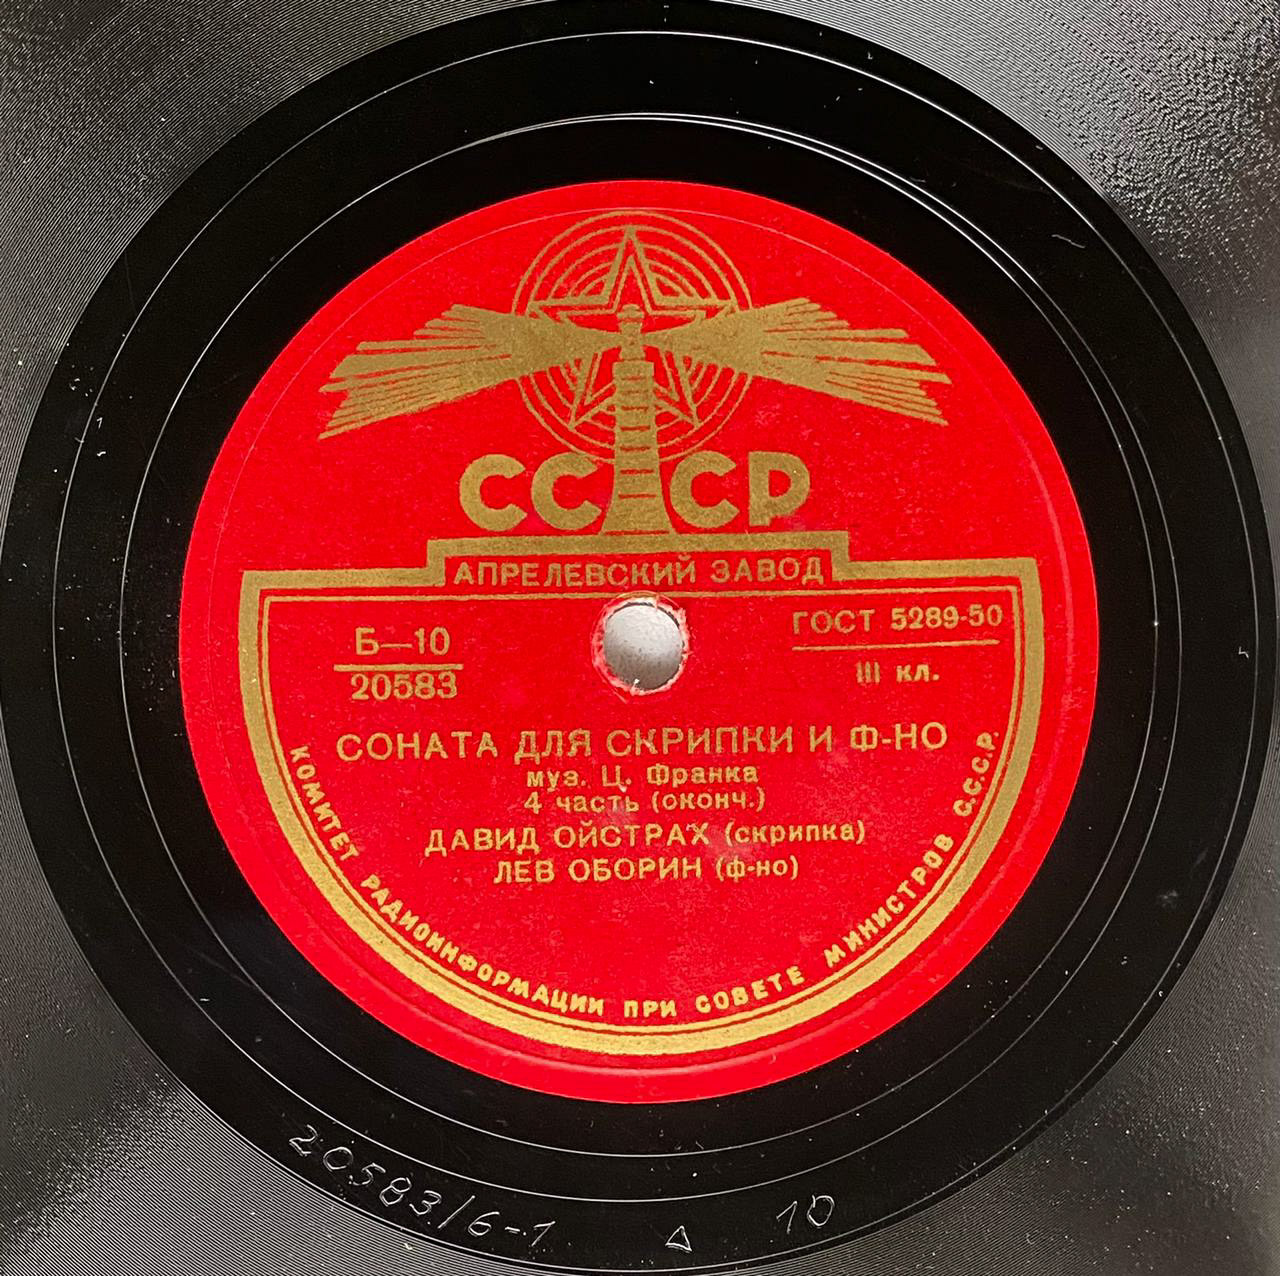 СССР
АПРЕЛЕВСКИЙ ЗАВОД
Б—10
20583
ГОСТ 5289-50
III кл.
СОНАТА ДЛЯ СКРИПКИ И Ф-НО
муз. Ц. Франка
4 часть (оконч.)
ДАВИД ОЙСТРАХ (скрипка)
ЛЕВ ОБОРИН (ф-но)
КОМИТЕТ РАДИОИНФОРМАЦИИ ПРИ СОВЕТЕ МИНИСТРОВ С.С.С.Р.
20583/6-1 △ 10